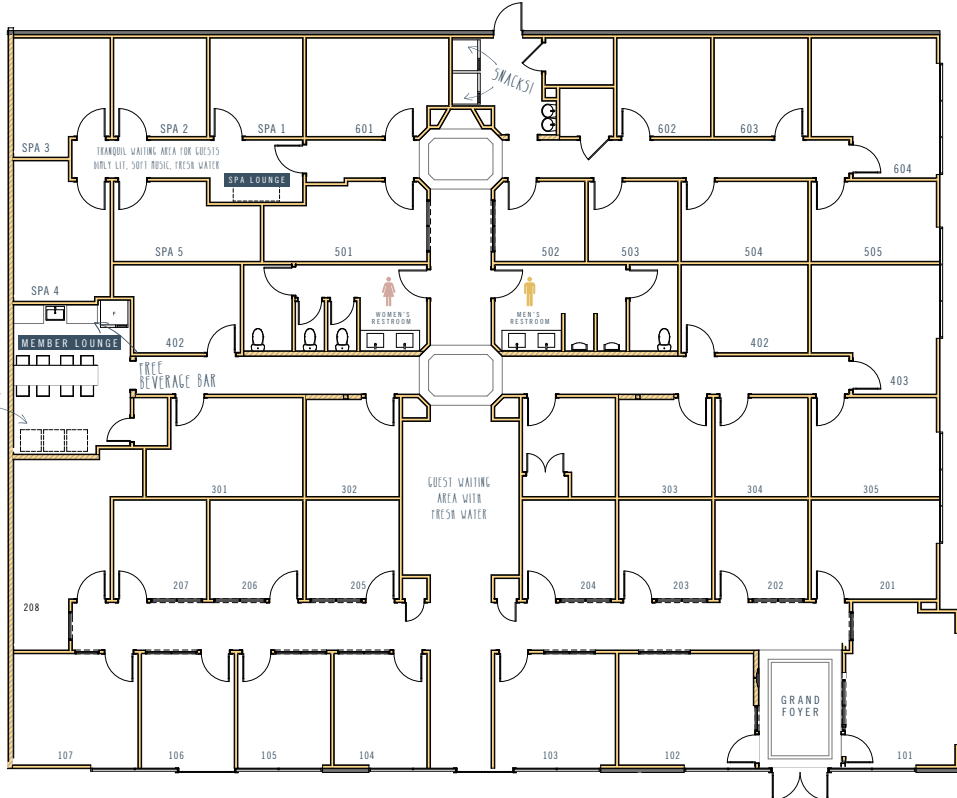 SNACKS!
SPA 3
SPA 2
SPA 1
601
602
603
604
TRANQUIL WAITING AREA FOR GUESTS
DIMLY LIT, SOFT MUSIC, FRESH WATER
SPA LOUNGE
SPA 4
SPA 5
501
502
503
504
505
WOMEN'S
RESTROOM
MEN'S
RESTROOM
F
MEMBER LOUNGE
402
402
403
FREE
BEVERAGE BAR
301
302
GUEST WAITING
AREA WITH
FRESH WATER
303
304
305
208
207
206
205
204
203
202
201
GRAND
FOYER
107
106
105
104
103
102
101